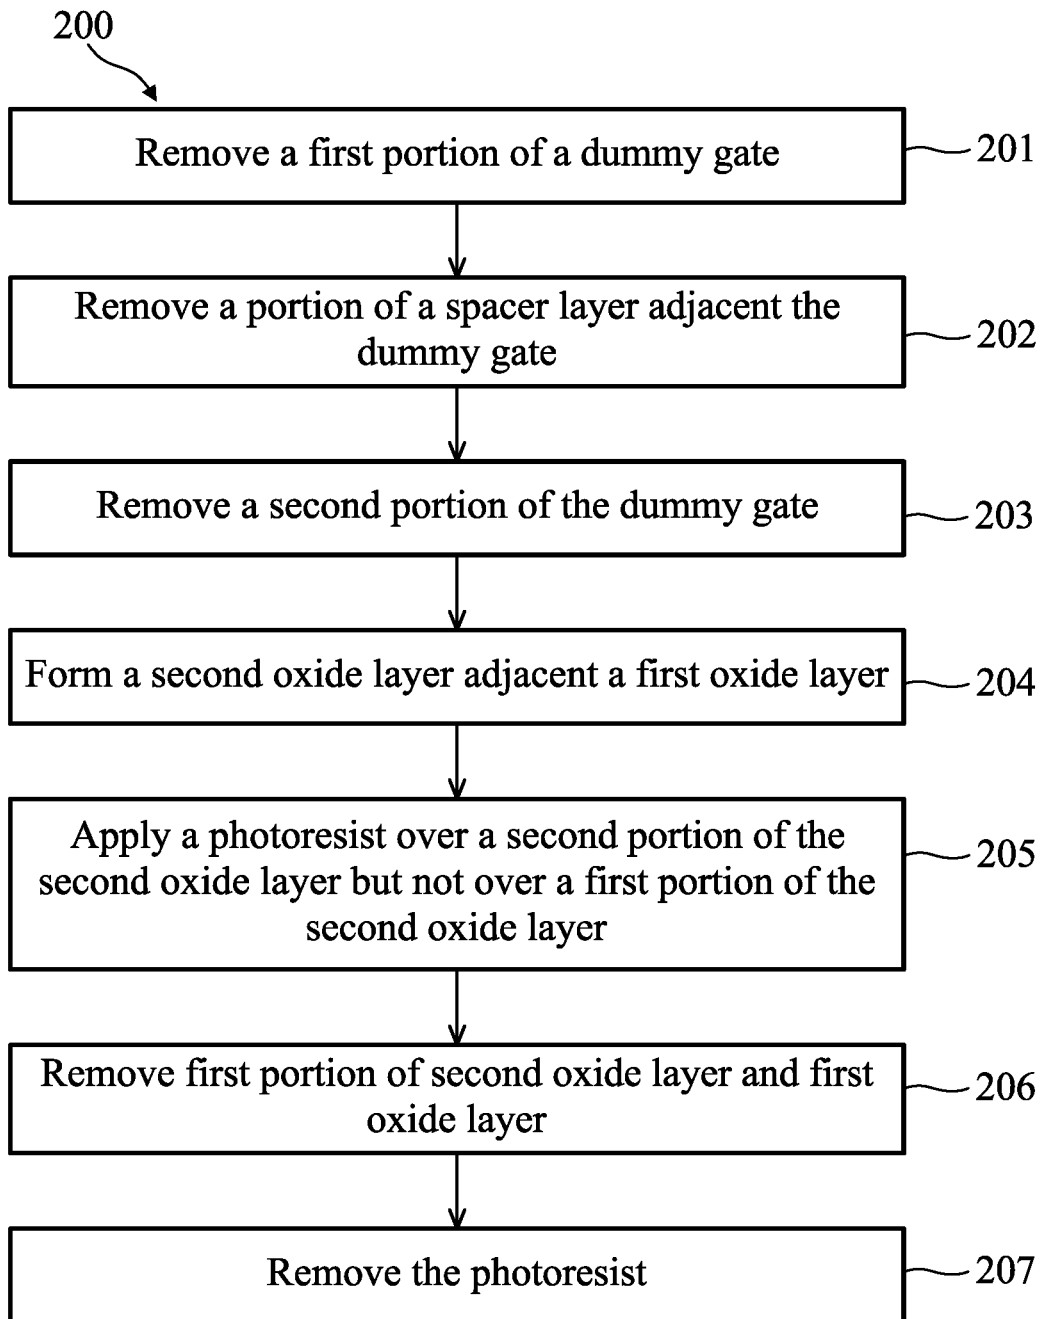 200
Remove a first portion of a dummy gate
201
Remove a portion of a spacer layer adjacent the
dummy gate
202
Remove a second portion of the dummy gate
203
Form a second oxide layer adjacent a first oxide layer
204
Apply a photoresist over a second portion of the
second oxide layer but not over a first portion of the
second oxide layer
205
Remove first portion of second oxide layer and first
oxide layer
206
Remove the photoresist
207